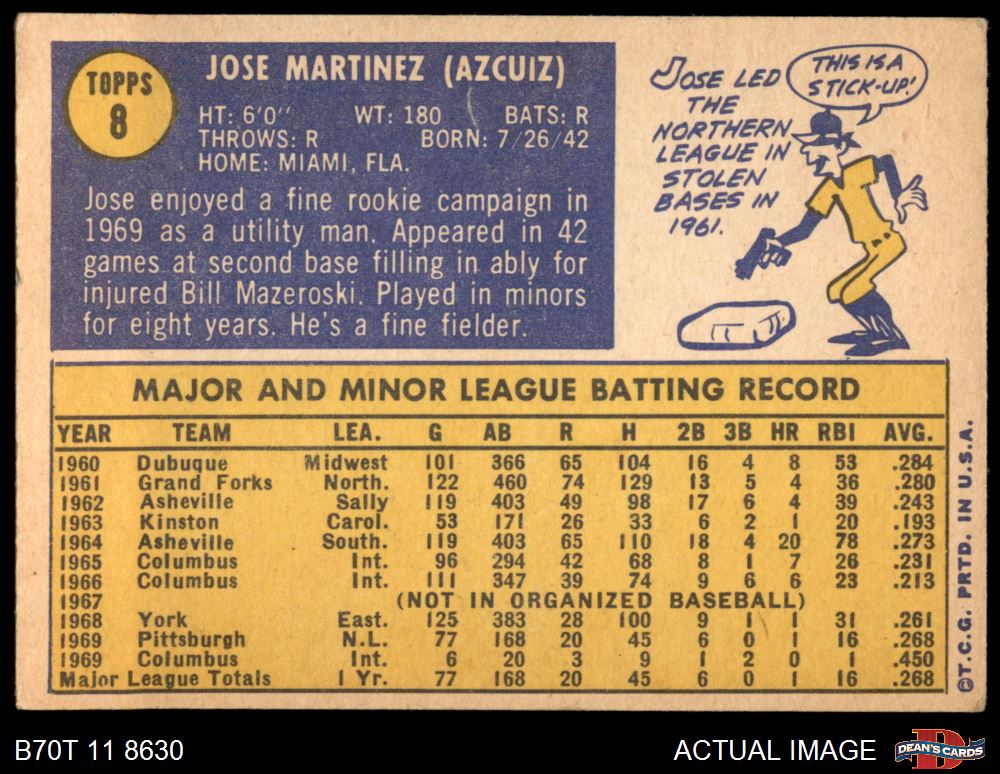 TOPPS
8
JOSE MARTINEZ (AZCUIZ)
HT: 6'0" WT: 180 BATS: R
THROWS: R BORN: 7/26/42
HOME: MIAMI, FLA.
Jose enjoyed a fine rookie campaign in
1969 as a utility man. Appeared in 42
games at second base filling in ably for
injured Bill Mazeroski. Played in minors
for eight years. He's a fine fielder.
JOSE LED
THE
NORTHERN
LEAGUE IN
STOLEN
BASES IN
1961.
THIS IS A
STICK-UP!
MAJOR AND MINOR LEAGUE BATTING RECORD
YEAR TEAM LEA. G AB R H 2B 3B HR RBI AVG.
1960 Dubuque Midwest 101 366 65 104 16 4 8 53 .284
1961 Grand Forks North. 122 460 74 129 13 5 4 36 .280
1962 Asheville Sally 119 403 49 98 17 6 4 39 .243
1963 Kinston Carol. 53 171 26 33 6 2 1 20 .193
1964 Asheville South. 119 403 65 110 18 4 20 78 .273
1965 Columbus Int. 96 294 42 68 8 1 7 26 .231
1966 Columbus Int. 111 347 39 74 9 6 6 23 .213
1967 (NOT IN ORGANIZED BASEBALL)
1968 York East. 125 383 28 100 9 1 1 31 .261
1969 Pittsburgh N.L. 77 168 20 45 6 0 1 16 .268
1969 Columbus Int. 6 20 3 9 1 2 0 1 .450
Major League Totals 1 Yr. 77 168 20 45 6 0 1 16 .268
©T.C.G. PRTD. IN U.S.A.
B70T 11 8630
ACTUAL IMAGE
DEAN'S CARDS